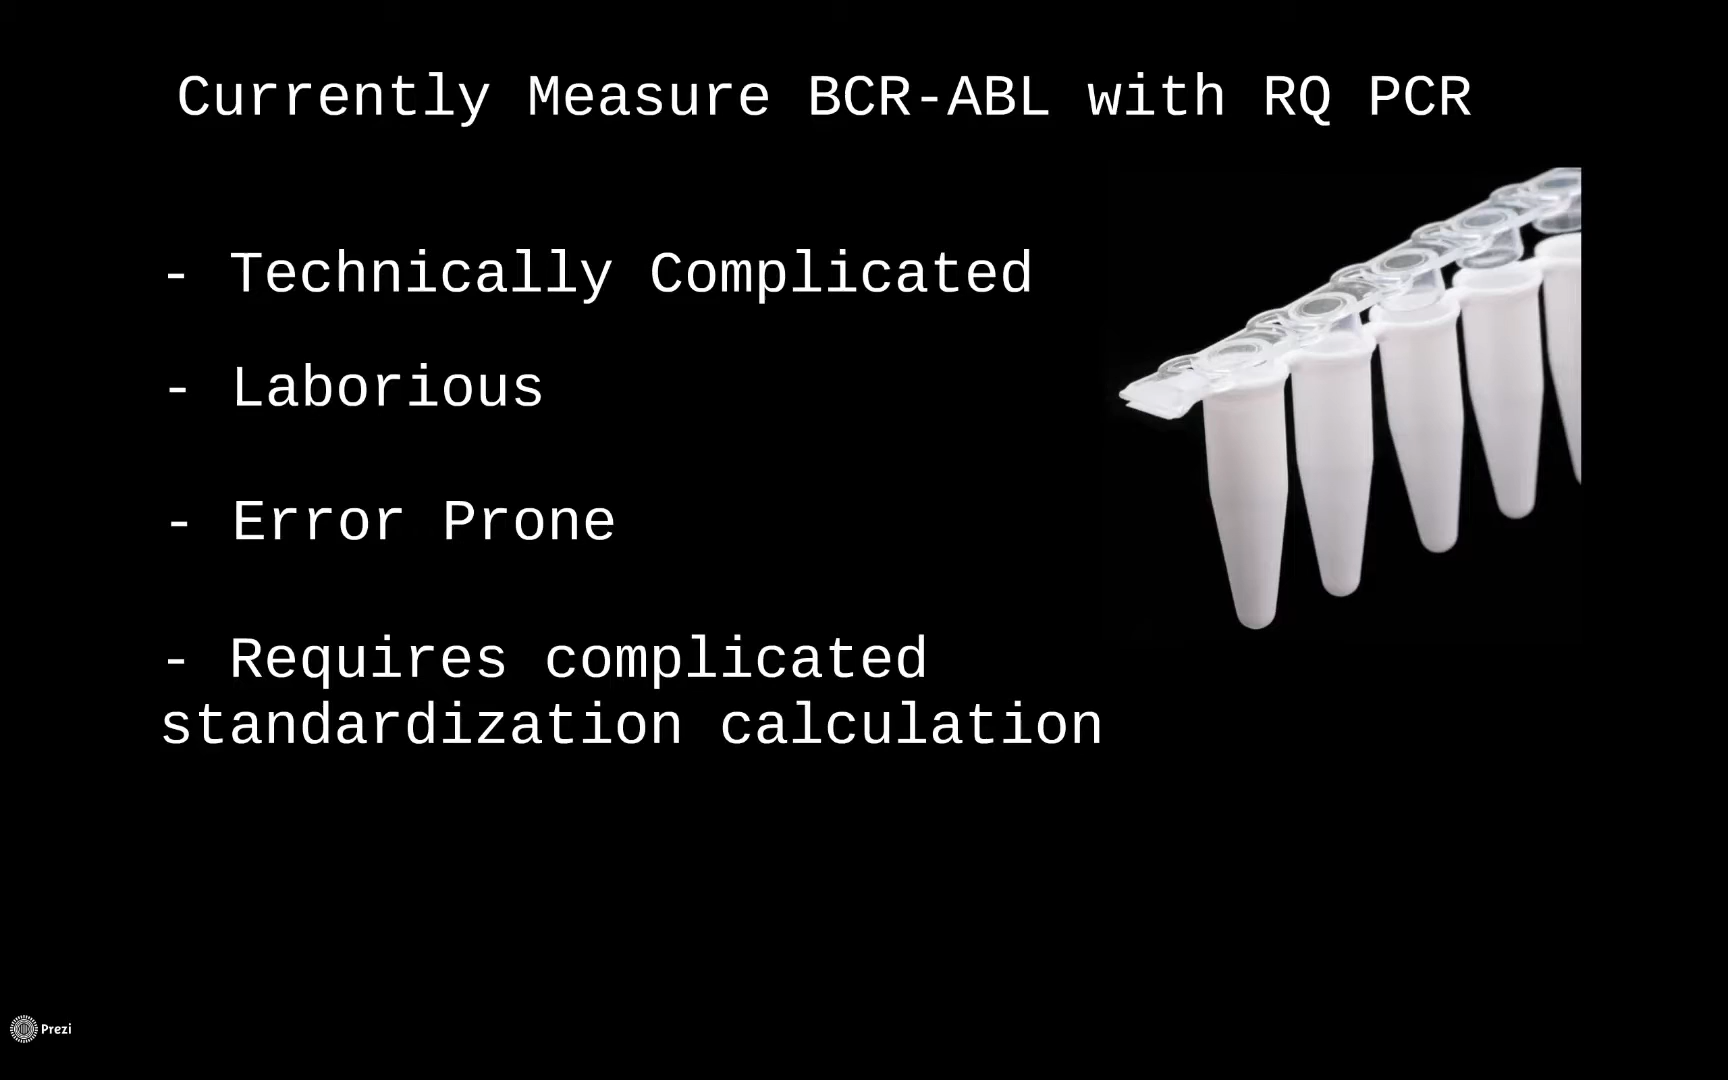 Currently Measure BCR-ABL with RQ PCR
- Technically Complicated
- Laborious
- Error Prone
- Requires complicated
standardization calculation
Prezi